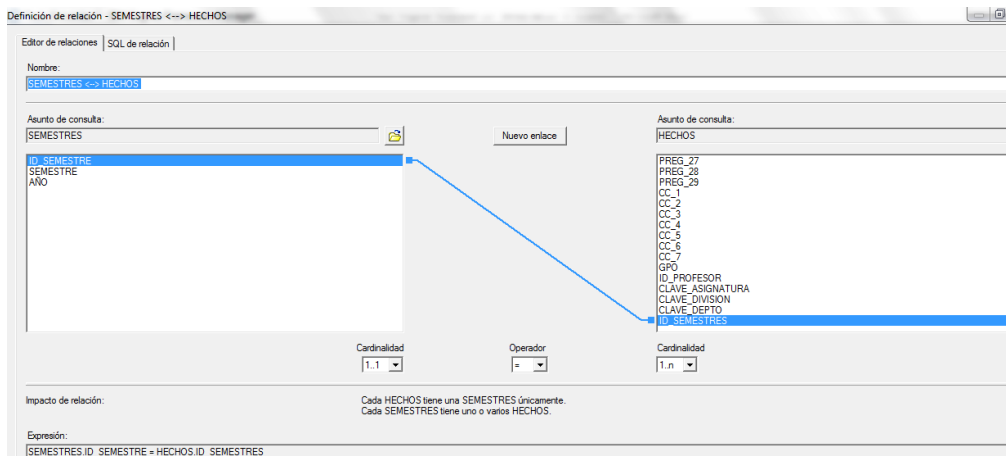 Definición de relación - SEMESTRES <--> HECHOS
Editor de relaciones SQL de relación
Nombre:
SEMESTRES <--> HECHOS
Asunto de consulta: Asunto de consulta:
SEMESTRES Nuevo enlace HECHOS
ID_SEMESTRE
SEMESTRE
AÑO
PREG_27
PREG_28
PREG_29
CC_1
CC_2
CC_3
CC_4
CC_5
CC_6
CC_7
GPO
ID_PROFESOR
CLAVE_ASIGNATURA
CLAVE_DIVISION
CLAVE_DEPTO
ID_SEMESTRES
Cardinalidad Operador Cardinalidad
1..1 = 1..n
Impacto de relación: Cada HECHOS tiene una SEMESTRES únicamente.
Cada SEMESTRES tiene uno o varios HECHOS.
Expresión:
SEMESTRES.ID_SEMESTRE = HECHOS.ID_SEMESTRES